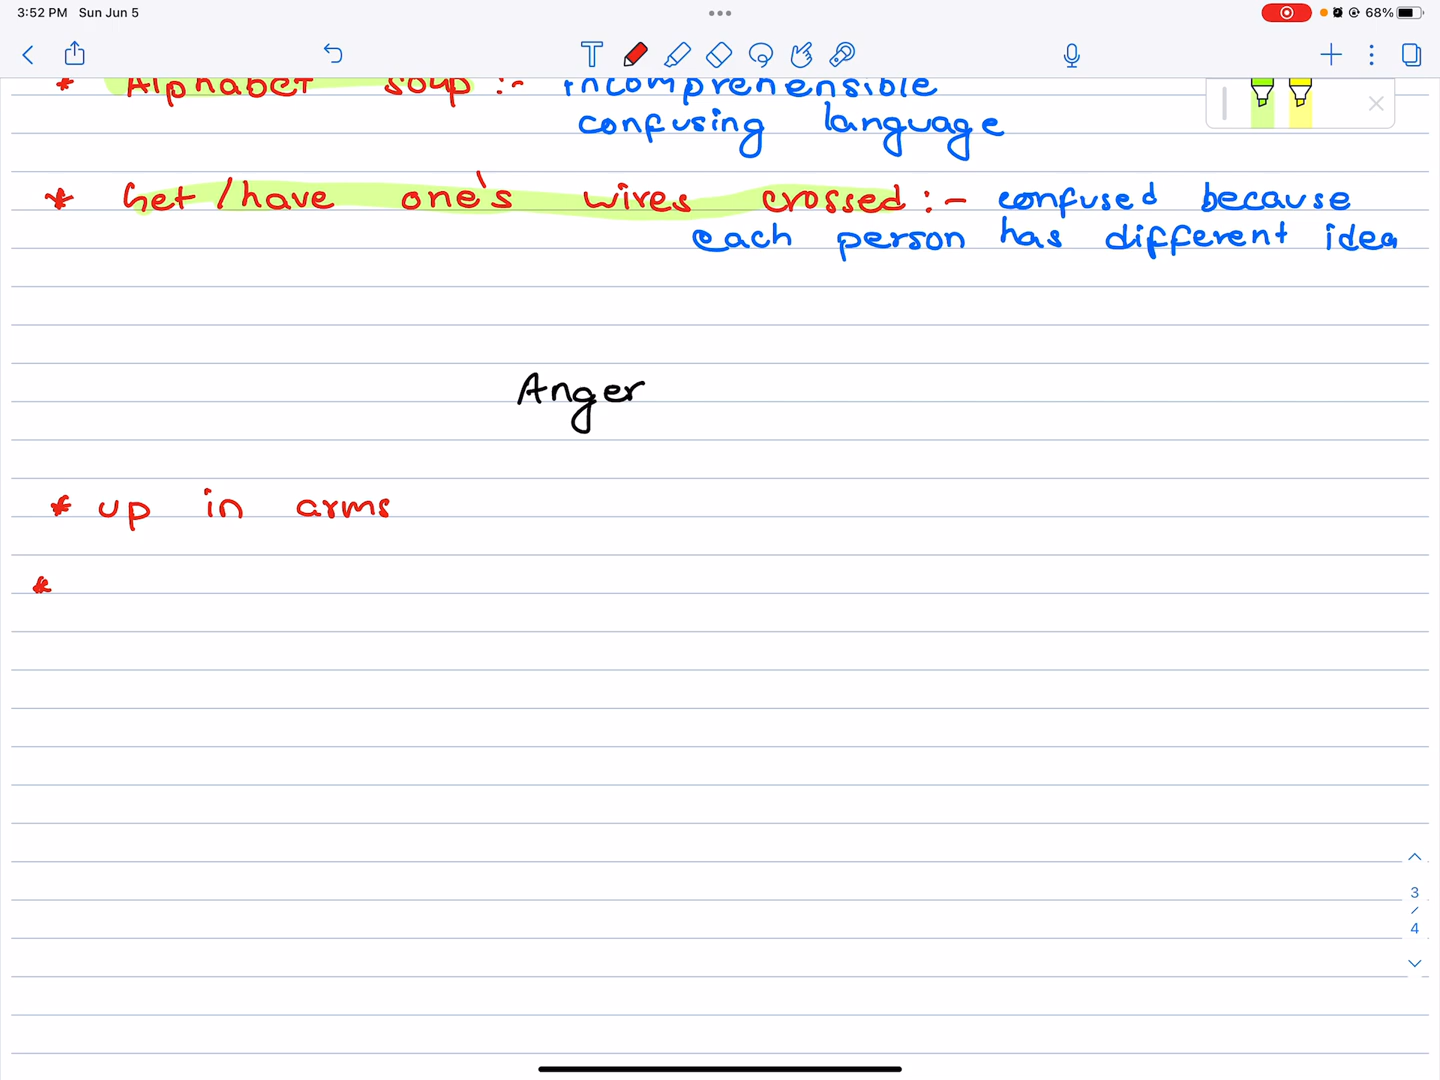 3:52 PM Sun Jun 5
68%
* Alphabet soup :- incomprehensible
confusing language
* Get /have one's wires crossed :- confused because
each person has different idea
Anger
* up in arms
*
3
/
4